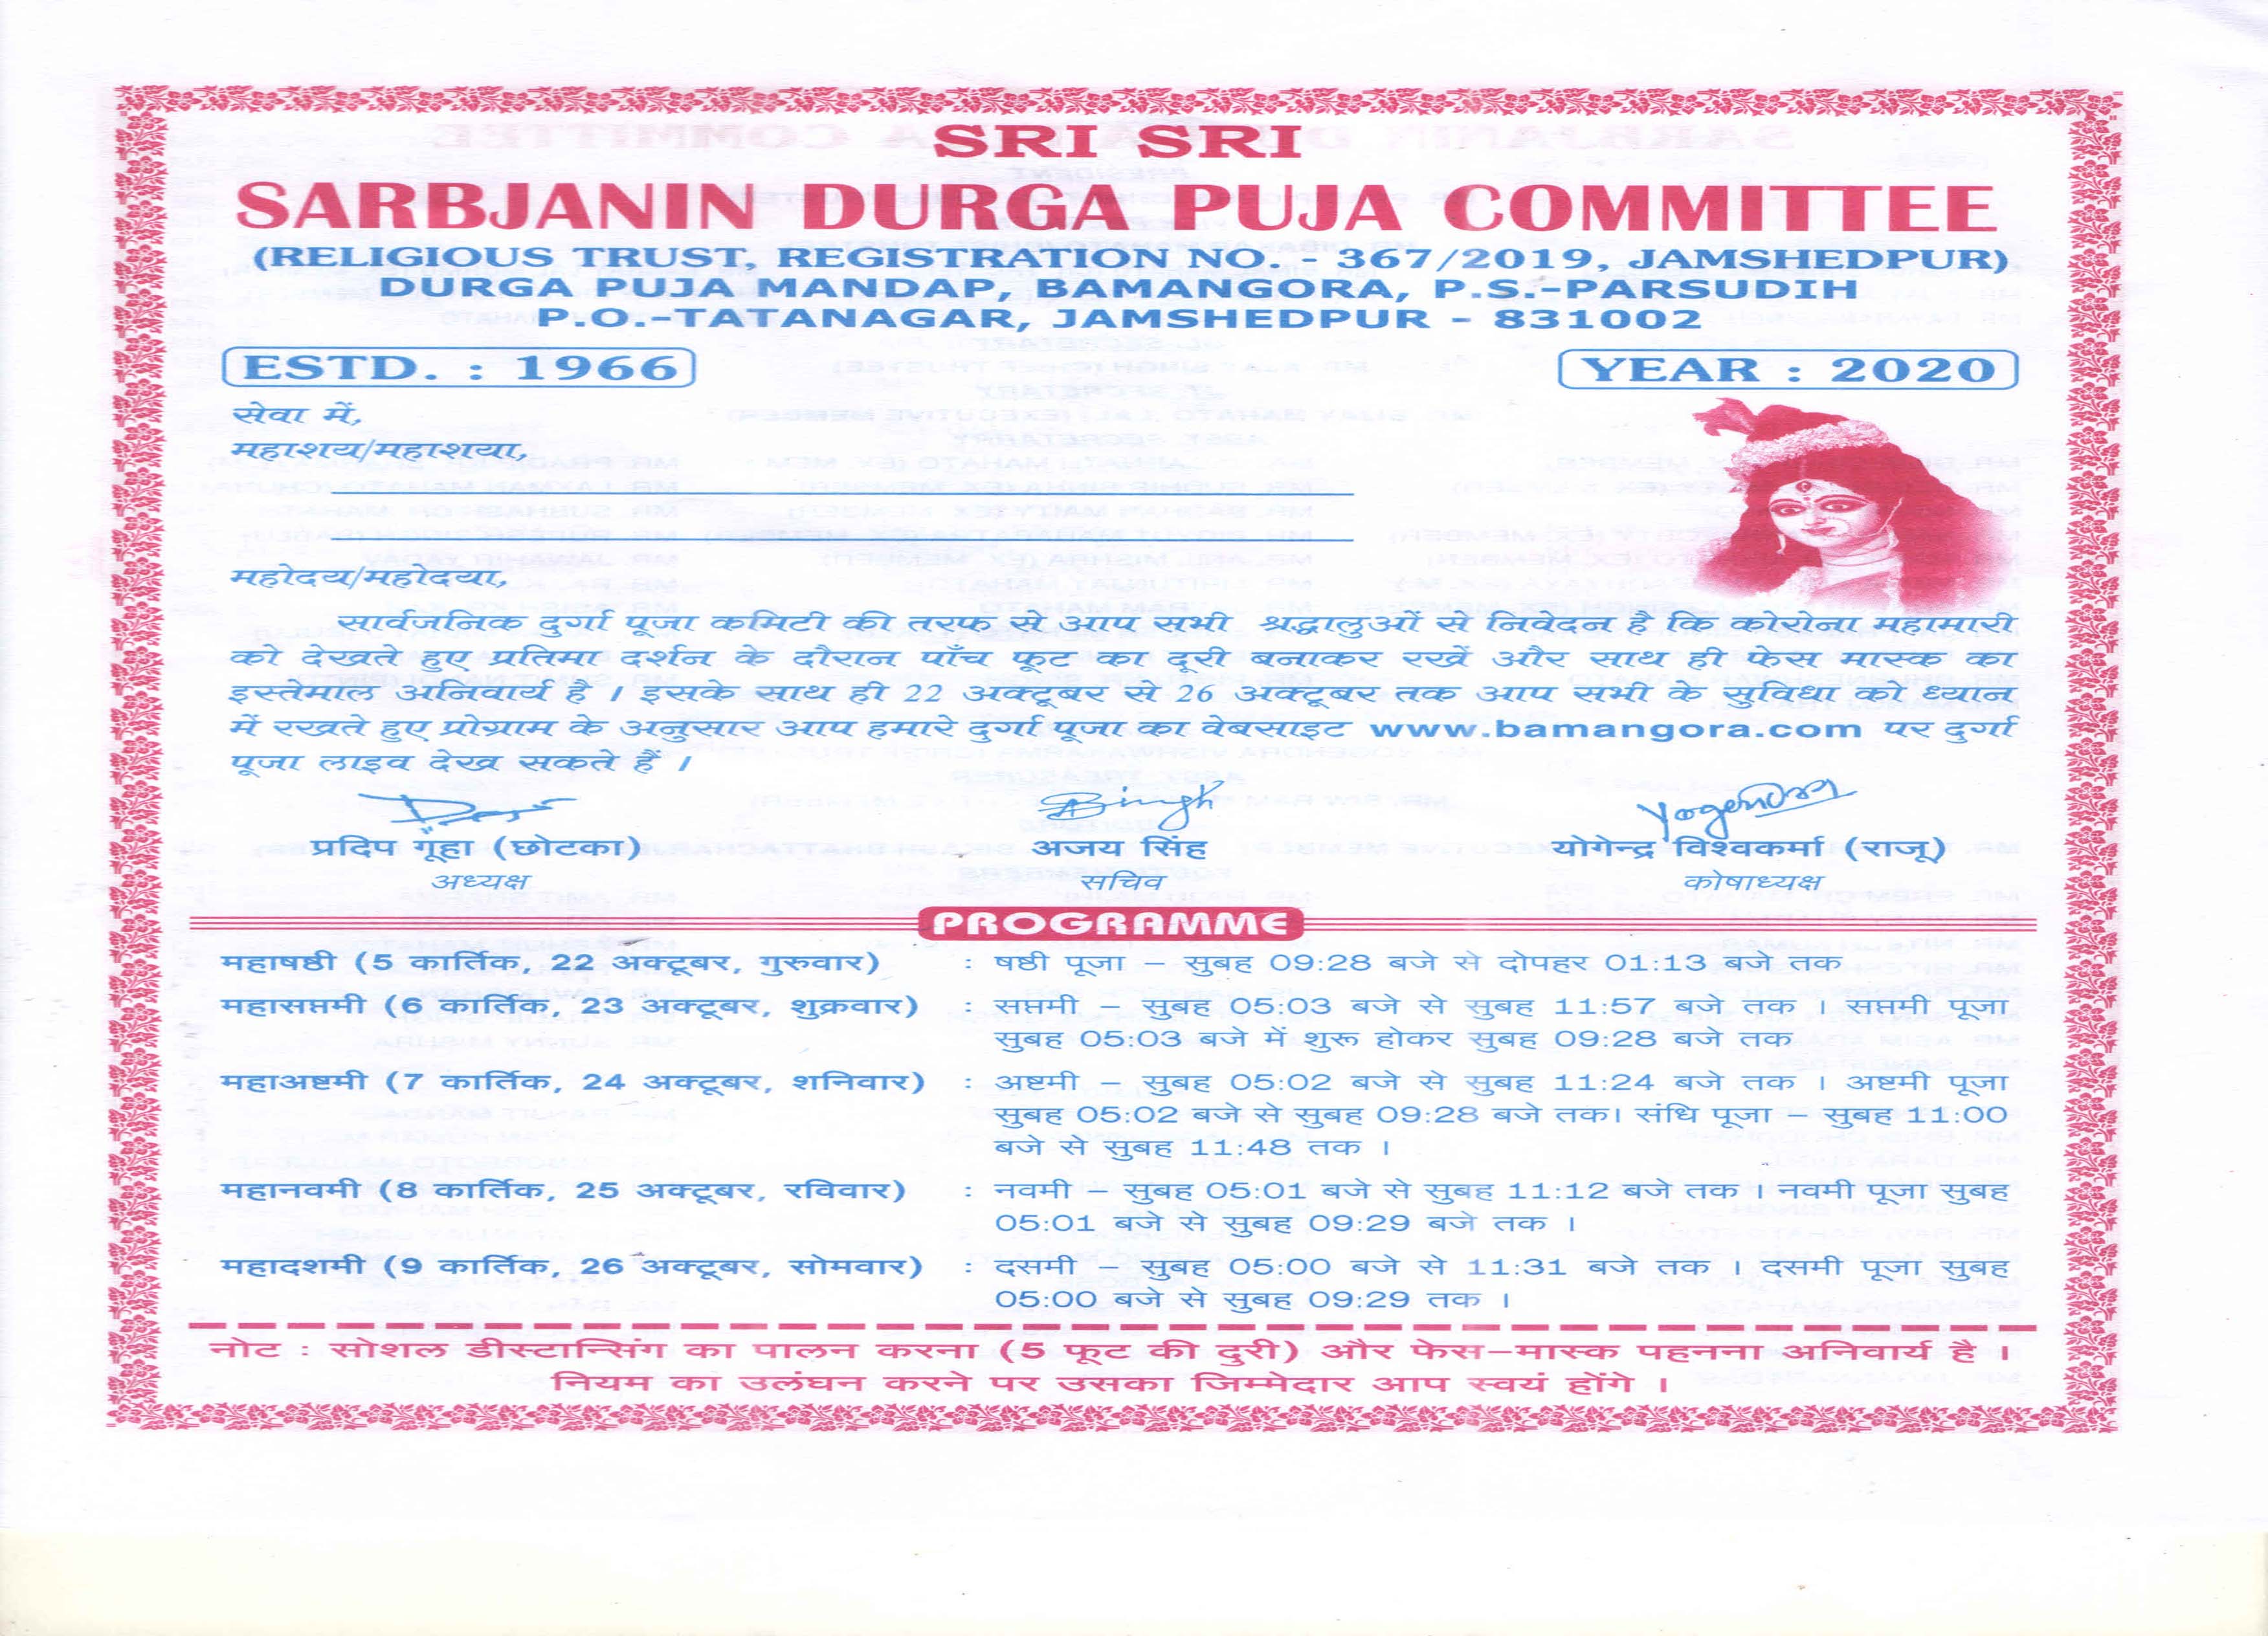 SRI SRI
SARBJANIN DURGA PUJA COMMITTEE
(RELIGIOUS TRUST, REGISTRATION NO. - 367/2019, JAMSHEDPUR)
DURGA PUJA MANDAP, BAMANGORA, P.S.-PARSUDIH
P.O.-TATANAGAR, JAMSHEDPUR - 831002
ESTD. : 1966
YEAR : 2020
सेवा में,
महाशय/महाशया,
महोदय/महोदया,
सार्वजनिक दुर्गा पूजा कमिटी की तरफ से आप सभी श्रद्धालुओं से निवेदन है कि कोरोना महामारी
को देखते हुए प्रतिमा दर्शन के दौरान पाँच फूट का दूरी बनाकर रखें और साथ ही फेस मास्क का
इस्तेमाल अनिवार्य है । इसके साथ ही 22 अक्टूबर से 26 अक्टूबर तक आप सभी के सुविधा को ध्यान
में रखते हुए प्रोग्राम के अनुसार आप हमारे दुर्गा पूजा का वेबसाइट www.bamangora.com पर दुर्गा
पूजा लाइव देख सकते हैं ।
ASingh
Yogendra
प्रदिप गूहा (छोटका)
अजय सिंह
योगेन्द्र विश्वकर्मा (राजू)
अध्यक्ष
सचिव
कोषाध्यक्ष
PROGRAMME
महाषष्ठी (5 कार्तिक, 22 अक्टूबर, गुरुवार) : षष्ठी पूजा – सुबह 09:28 बजे से दोपहर 01:13 बजे तक
महासप्तमी (6 कार्तिक, 23 अक्टूबर, शुक्रवार) : सप्तमी – सुबह 05:03 बजे से सुबह 11:57 बजे तक । सप्तमी पूजा
सुबह 05:03 बजे में शुरू होकर सुबह 09:28 बजे तक
महाअष्टमी (7 कार्तिक, 24 अक्टूबर, शनिवार) : अष्टमी – सुबह 05:02 बजे से सुबह 11:24 बजे तक । अष्टमी पूजा
सुबह 05:02 बजे से सुबह 09:28 बजे तक। संधि पूजा – सुबह 11:00
बजे से सुबह 11:48 तक ।
महानवमी (8 कार्तिक, 25 अक्टूबर, रविवार) : नवमी – सुबह 05:01 बजे से सुबह 11:12 बजे तक । नवमी पूजा सुबह
05:01 बजे से सुबह 09:29 बजे तक ।
महादशमी (9 कार्तिक, 26 अक्टूबर, सोमवार) : दसमी – सुबह 05:00 बजे से 11:31 बजे तक । दसमी पूजा सुबह
05:00 बजे से सुबह 09:29 तक ।
नोट : सोशल डीस्टान्सिंग का पालन करना (5 फूट की दुरी) और फेस–मास्क पहनना अनिवार्य है ।
नियम का उलंघन करने पर उसका जिम्मेदार आप स्वयं होंगे ।